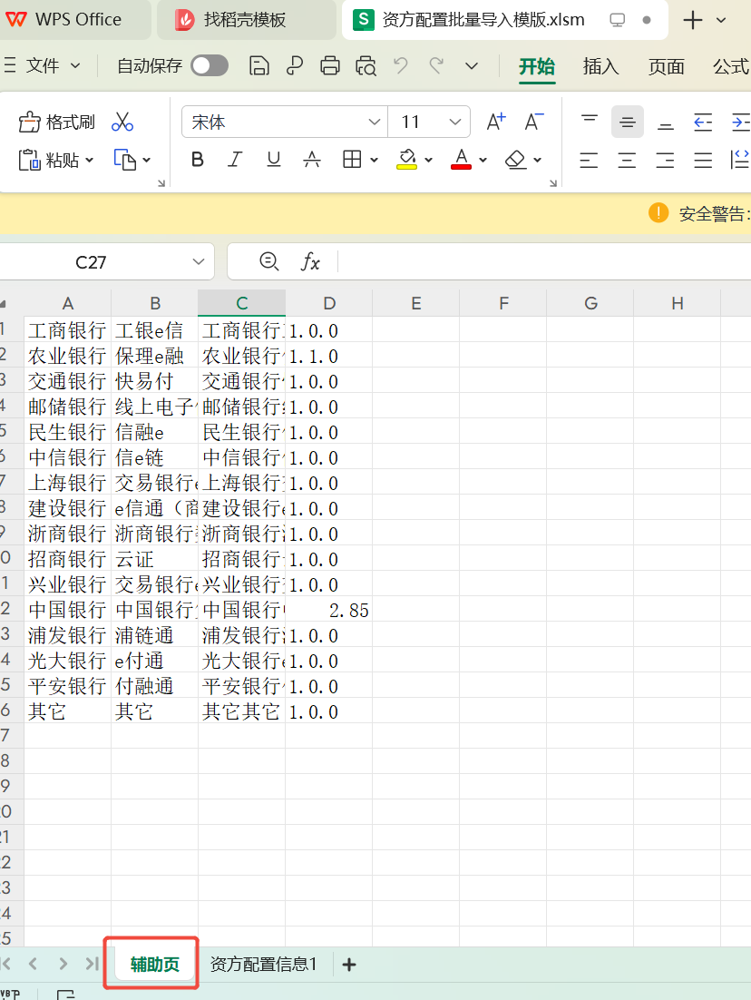 WPS Office 找稻壳模板 S 资方配置批量导入模版.xlsm
文件 自动保存 开始 插入 页面 公式
格式刷 宋体 11 A+ A-
粘贴 B I U A A
安全警告:
C27 fx
A B C D E F G H
1 工商银行 工银e信 工商银行 1.0.0
2 农业银行 保理e融 农业银行 1.1.0
3 交通银行 快易付 交通银行 1.0.0
4 邮储银行 线上电子 邮储银行 1.0.0
5 民生银行 信融e 民生银行 1.0.0
6 中信银行 信e链 中信银行 1.0.0
7 上海银行 交易银行e 上海银行 1.0.0
8 建设银行 e信通（商 建设银行e 1.0.0
9 浙商银行 浙商银行 浙商银行 1.0.0
0 招商银行 云证 招商银行 1.0.0
1 兴业银行 交易银行e 兴业银行 1.0.0
2 中国银行 中国银行 中国银行 2.85
3 浦发银行 浦链通 浦发银行 1.0.0
4 光大银行 e付通 光大银行e 1.0.0
5 平安银行 付融通 平安银行 1.0.0
6 其它 其它 其它其它 1.0.0
7
8
9
20
21
22
23
24
25
辅助页 资方配置信息1